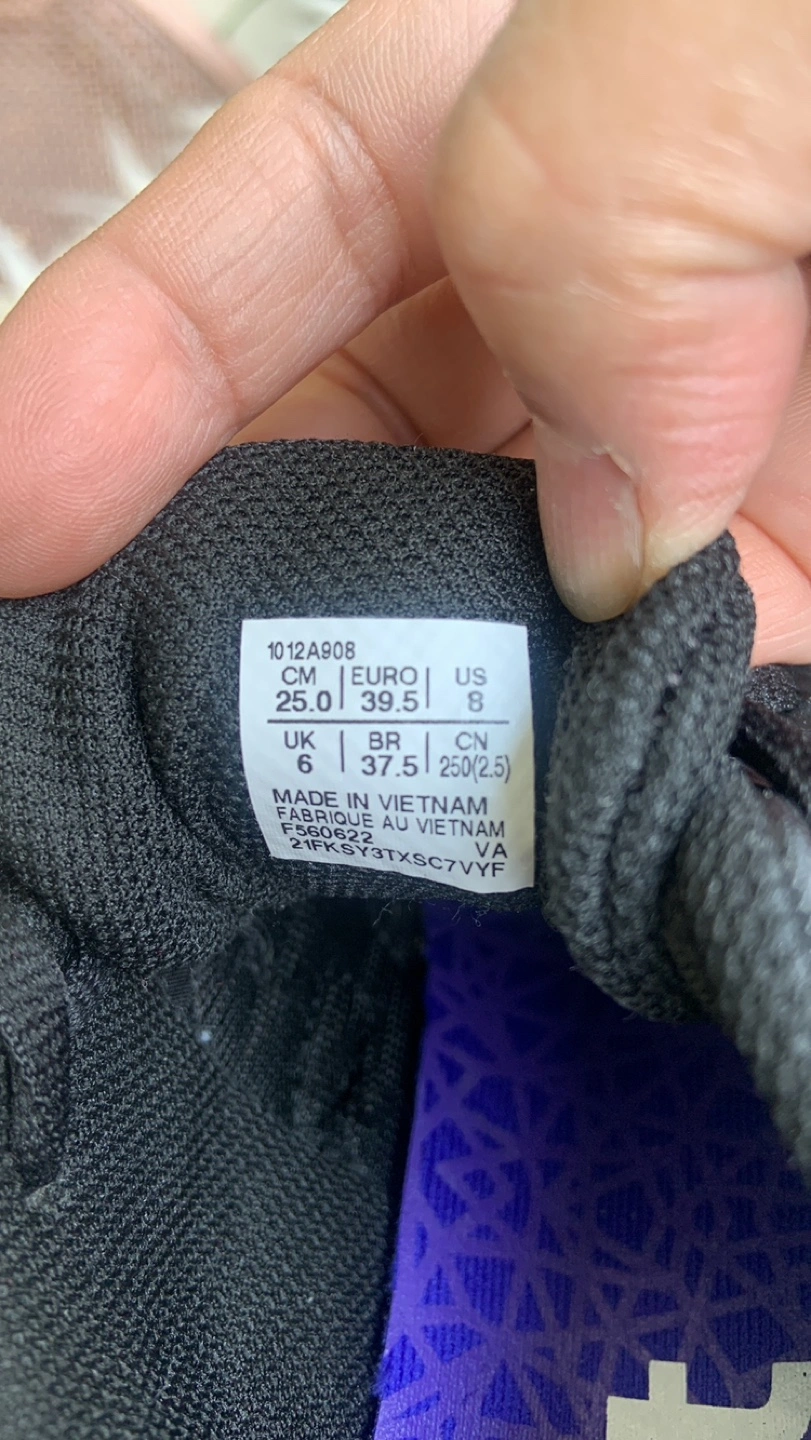 1012A908
CM | EURO | US
25.0 | 39.5 | 8
UK | BR | CN
6 | 37.5 | 250(2.5)
MADE IN VIETNAM
FABRIQUE AU VIETNAM
F560622 VA
21FKSY3TXSC7VYF